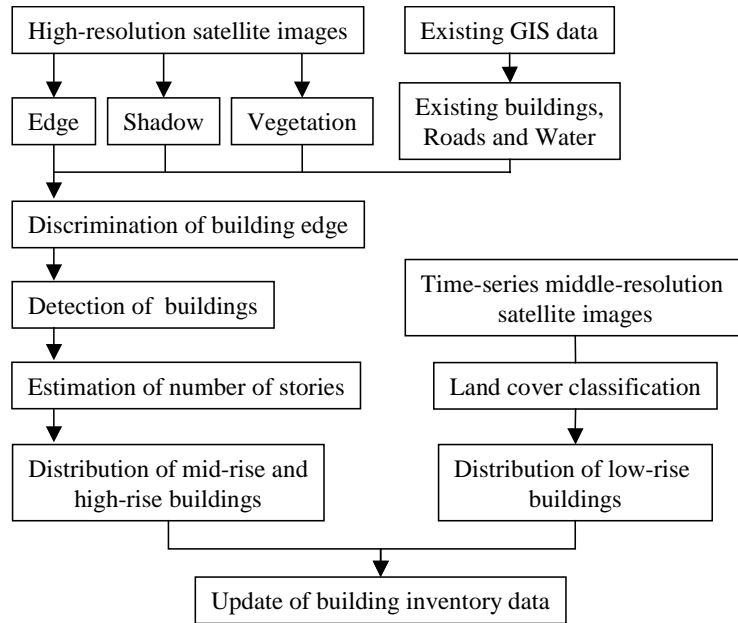 High-resolution satellite images
Existing GIS data
Edge
Shadow
Vegetation
Existing buildings,
Roads and Water
Discrimination of building edge
Detection of buildings
Time-series middle-resolution
satellite images
Estimation of number of stories
Land cover classification
Distribution of mid-rise and
high-rise buildings
Distribution of low-rise
buildings
Update of building inventory data